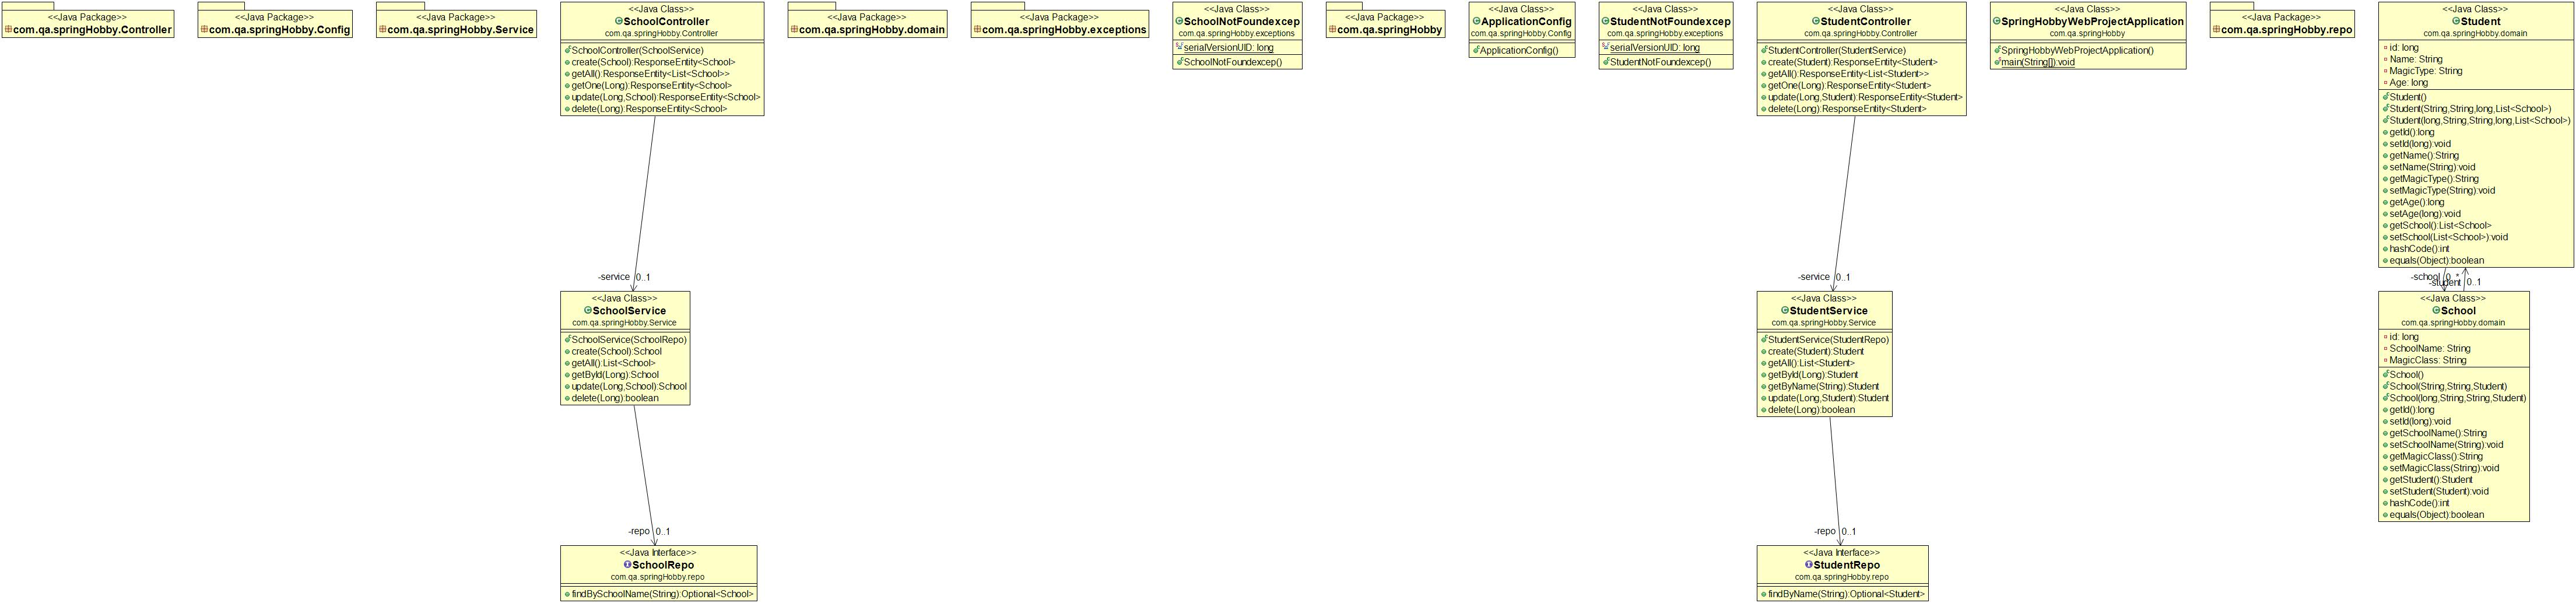 <<Java Package>>
com.qa.springHobby.Controller
<<Java Package>>
com.qa.springHobby.Config
<<Java Package>>
com.qa.springHobby.Service
<<Java Class>>
SchoolController
com.qa.springHobby.Controller
SchoolController(SchoolService)
create(School):ResponseEntity<School>
getAll():ResponseEntity<List<School>>
getOne(Long):ResponseEntity<School>
update(Long,School):ResponseEntity<School>
delete(Long):ResponseEntity<School>
<<Java Package>>
com.qa.springHobby.domain
<<Java Package>>
com.qa.springHobby.exceptions
<<Java Class>>
SchoolNotFoundexcep
com.qa.springHobby.exceptions
serialVersionUID: long
SchoolNotFoundexcep()
<<Java Package>>
com.qa.springHobby
<<Java Class>>
ApplicationConfig
com.qa.springHobby.Config
ApplicationConfig()
<<Java Class>>
StudentNotFoundexcep
com.qa.springHobby.exceptions
serialVersionUID: long
StudentNotFoundexcep()
<<Java Class>>
StudentController
com.qa.springHobby.Controller
StudentController(StudentService)
create(Student):ResponseEntity<Student>
getAll():ResponseEntity<List<Student>>
getOne(Long):ResponseEntity<Student>
update(Long,Student):ResponseEntity<Student>
delete(Long):ResponseEntity<Student>
<<Java Class>>
SpringHobbyWebProjectApplication
com.qa.springHobby
SpringHobbyWebProjectApplication()
main(String[]):void
<<Java Package>>
com.qa.springHobby.repo
<<Java Class>>
Student
com.qa.springHobby.domain
id: long
Name: String
MagicType: String
Age: long
Student()
Student(String,String,long,List<School>)
Student(long,String,String,long,List<School>)
getId():long
setId(long):void
getName():String
setName(String):void
getMagicType():String
setMagicType(String):void
getAge():long
setAge(long):void
getSchool():List<School>
setSchool(List<School>):void
hashCode():int
equals(Object):boolean
-service 0..1
-service 0..1
-school 0..*
-student 0..1
<<Java Class>>
SchoolService
com.qa.springHobby.Service
SchoolService(SchoolRepo)
create(School):School
getAll():List<School>
getById(Long):School
update(Long,School):School
delete(Long):boolean
<<Java Class>>
StudentService
com.qa.springHobby.Service
StudentService(StudentRepo)
create(Student):Student
getAll():List<Student>
getById(Long):Student
getByName(String):Student
update(Long,Student):Student
delete(Long):boolean
<<Java Class>>
School
com.qa.springHobby.domain
id: long
SchoolName: String
MagicClass: String
School()
School(String,String,Student)
School(long,String,String,Student)
getId():long
setId(long):void
getSchoolName():String
setSchoolName(String):void
getMagicClass():String
setMagicClass(String):void
getStudent():Student
setStudent(Student):void
hashCode():int
equals(Object):boolean
-repo 0..1
-repo 0..1
<<Java Interface>>
SchoolRepo
com.qa.springHobby.repo
findBySchoolName(String):Optional<School>
<<Java Interface>>
StudentRepo
com.qa.springHobby.repo
findByName(String):Optional<Student>